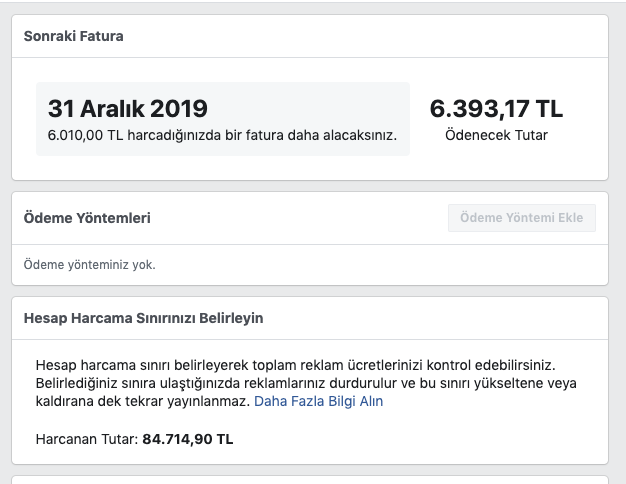 Sonraki Fatura
31 Aralık 2019
6.010,00 TL harcadığınızda bir fatura daha alacaksınız.
6.393,17 TL
Ödenecek Tutar
Ödeme Yöntemleri
Ödeme Yöntemi Ekle
Ödeme yönteminiz yok.
Hesap Harcama Sınırınızı Belirleyin
Hesap harcama sınırı belirleyerek toplam reklam ücretlerinizi kontrol edebilirsiniz.
Belirlediğiniz sınıra ulaştığınızda reklamlarınız durdurulur ve bu sınırı yükseltene veya
kaldırana dek tekrar yayınlanmaz. Daha Fazla Bilgi Alın
Harcanan Tutar: 84.714,90 TL